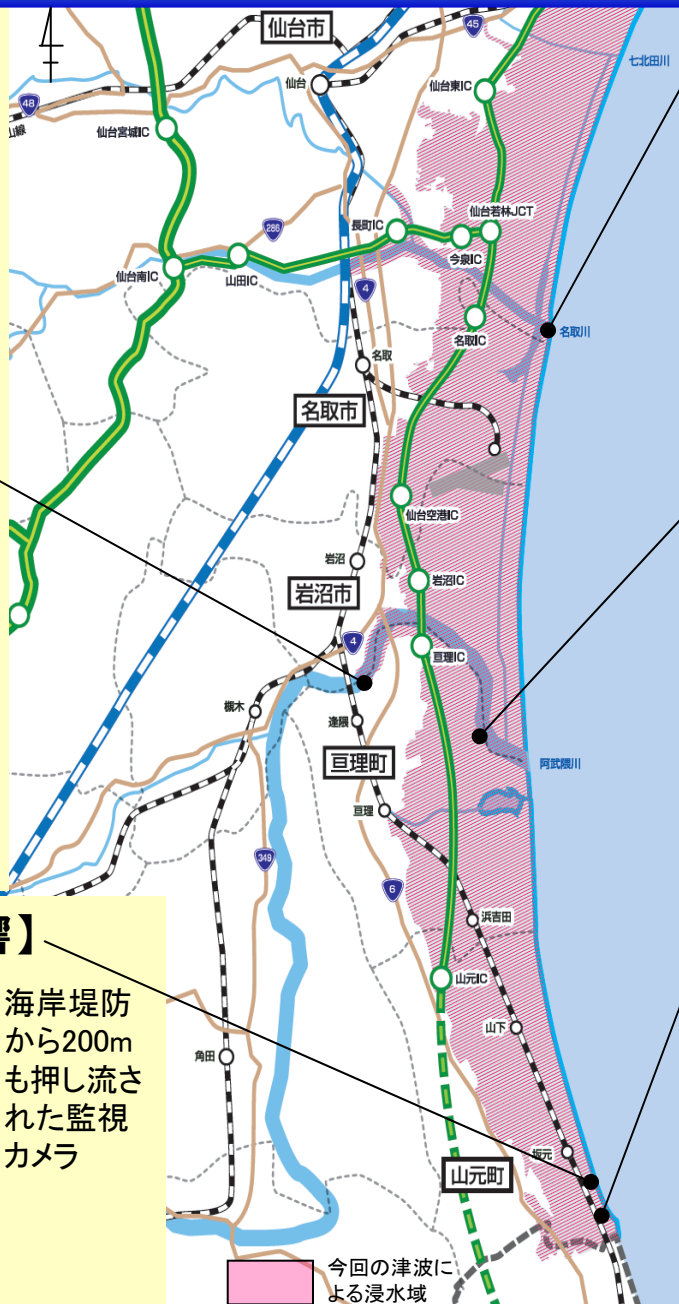 仙台市
45
七北田川
仙台
仙台東IC
48
山線
仙台宮城IC
仙台若林JCT
長町IC
286
今泉IC
仙台南IC
山田IC
4
名取IC
名取川
名取
名取市
仙台空港IC
岩沼
岩沼IC
岩沼市
4
亘理IC
槻木
逢隈
亘理町
阿武隈川
亘理
349
6
浜吉田
響】
山元IC
海岸堤防
から200m
も押し流さ
れた監視
カメラ
山下
角田
坂元
山元町
今回の津波に
よる浸水域